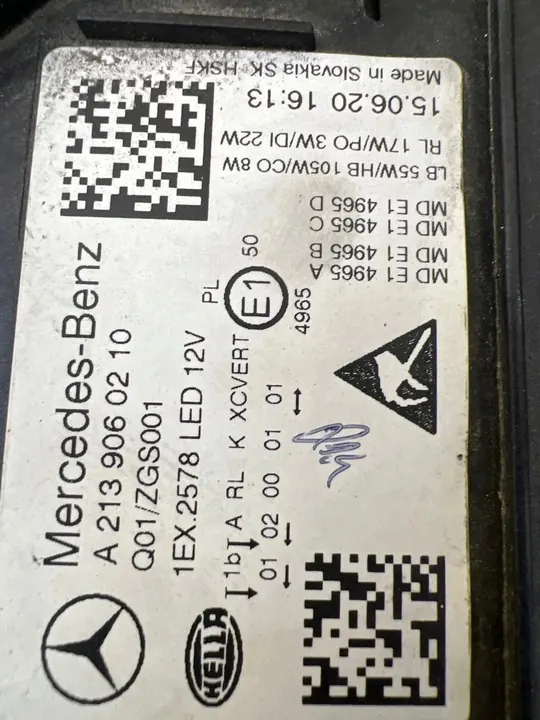 Mercedes-Benz
A 213 906 02 10
Q01/ZGS001
1EX.2578 LED 12V
PL
1b A RL K XCVERT
E1
50
01 02 00 01 01
4965
HELLA
MD E1 4965 A
MD E1 4965 B
MD E1 4965 C
MD E1 4965 D
LB 55W/HB 105W/CO 8W
RL 17W/PO 3W/DI 22W
15.06.20 16:13
Made in Slovakia SK HSKF